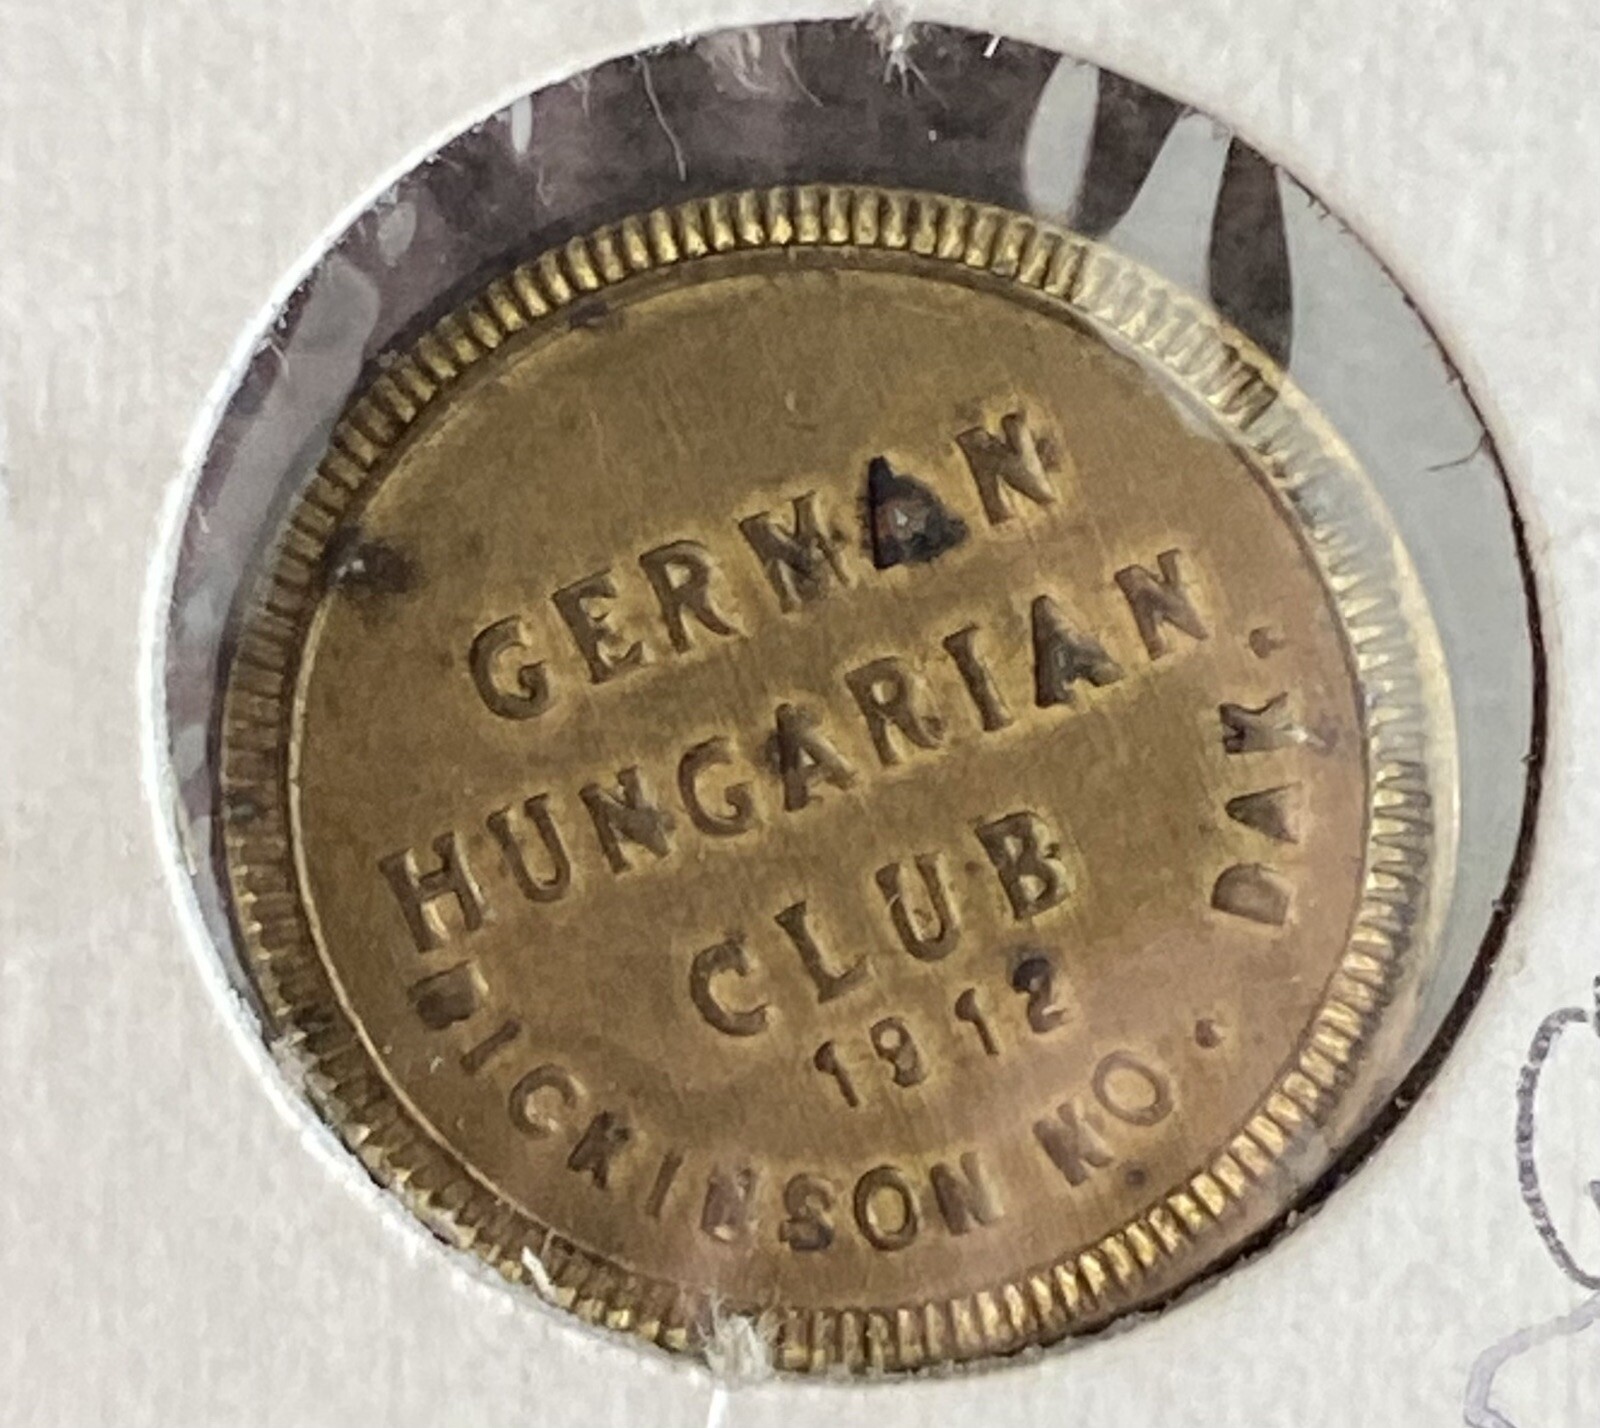 GERMAN
HUNGARIAN
CLUB
1912
DICKINSON NO. DAK.